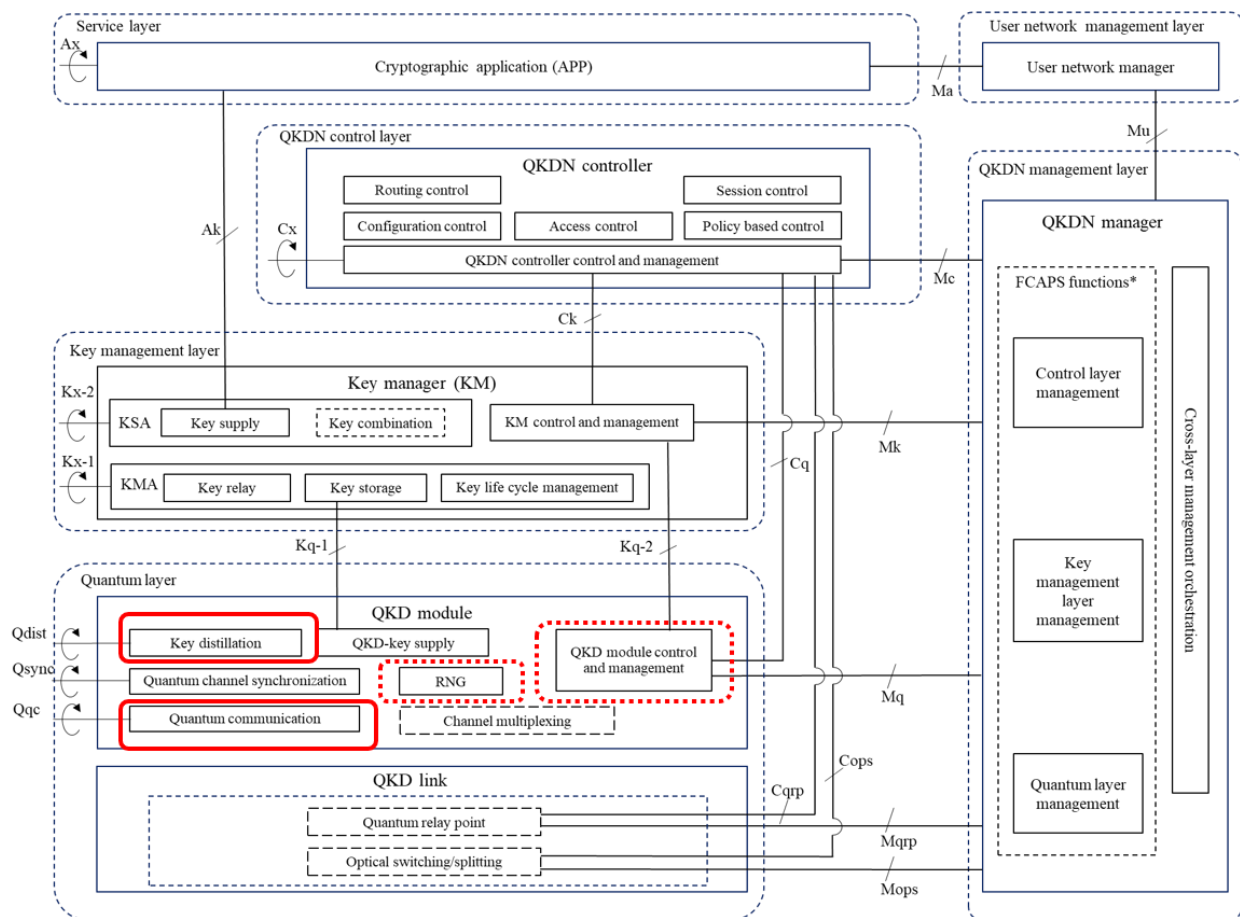 Service layer
User network management layer
Ax
Cryptographic application (APP)
User network manager
Ma
Mu
QKDN control layer
QKDN controller
QKDN management layer
Routing control
Session control
QKDN manager
Ak
Cx
Configuration control
Access control
Policy based control
QKDN controller control and management
Mc
FCAPS functions*
Ck
Key management layer
Key manager (KM)
Control layer
management
Kx-2
KSA
Key supply
Key combination
KM control and management
Mk
Kx-1
Cq
KMA
Key relay
Key storage
Key life cycle management
Cross-layer management orchestration
Kq-1
Kq-2
Key
management
layer
management
Quantum layer
QKD module
Qdist
Key distillation
QKD-key supply
QKD module control
and management
Qsync
Quantum channel synchronization
RNG
Mq
Qqc
Quantum communication
Channel multiplexing
Cops
QKD link
Cqrp
Quantum layer
management
Quantum relay point
Mqrp
Optical switching/splitting
Mops